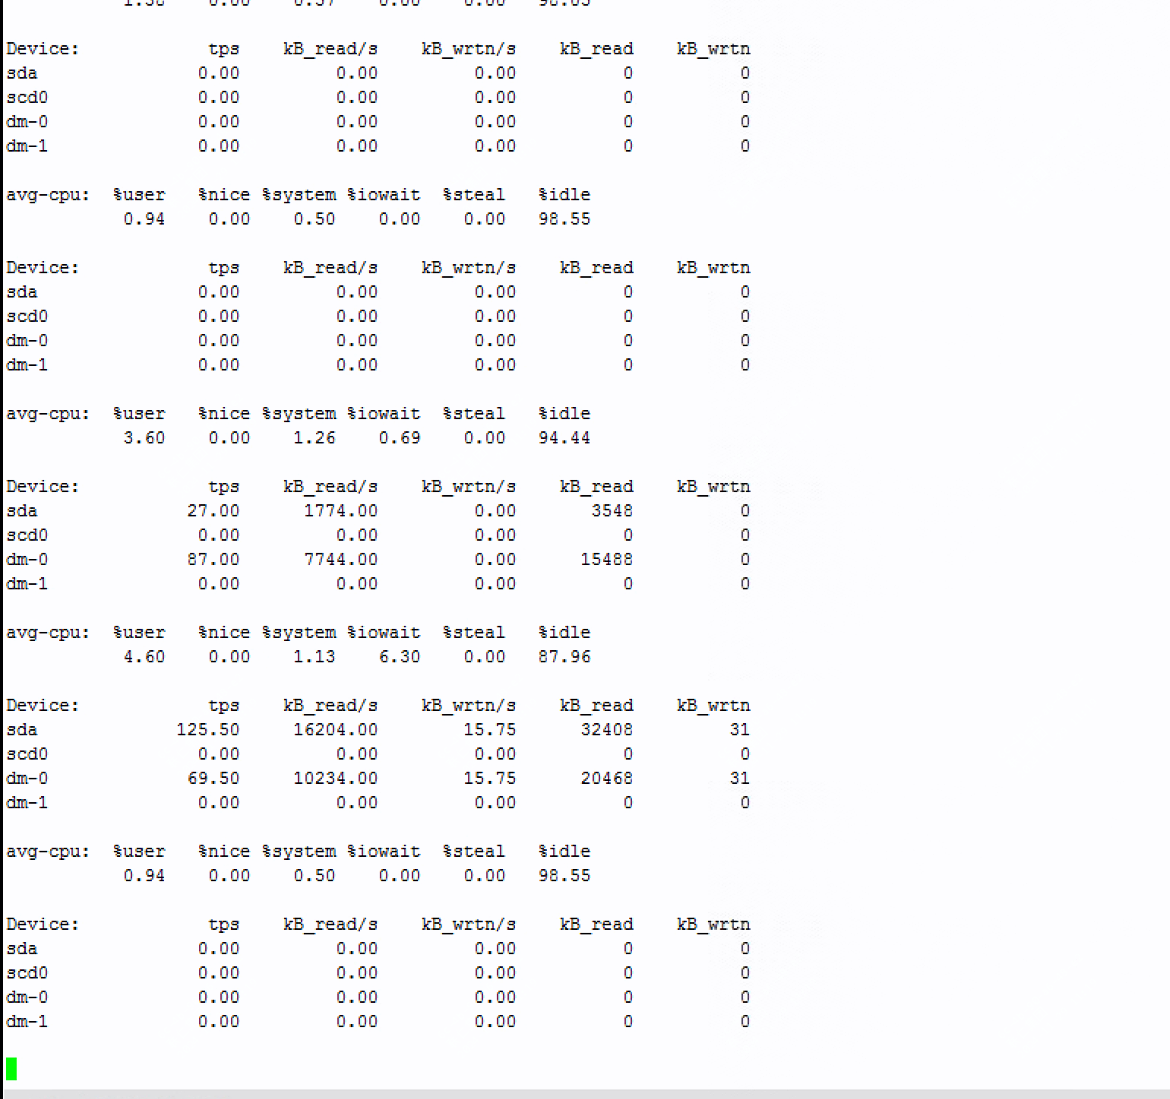 Device: tps kB_read/s kB_wrtn/s kB_read kB_wrtn
sda 0.00 0.00 0.00 0 0
scd0 0.00 0.00 0.00 0 0
dm-0 0.00 0.00 0.00 0 0
dm-1 0.00 0.00 0.00 0 0
avg-cpu: %user %nice %system %iowait %steal %idle
0.94 0.00 0.50 0.00 0.00 98.55
Device: tps kB_read/s kB_wrtn/s kB_read kB_wrtn
sda 0.00 0.00 0.00 0 0
scd0 0.00 0.00 0.00 0 0
dm-0 0.00 0.00 0.00 0 0
dm-1 0.00 0.00 0.00 0 0
avg-cpu: %user %nice %system %iowait %steal %idle
3.60 0.00 1.26 0.69 0.00 94.44
Device: tps kB_read/s kB_wrtn/s kB_read kB_wrtn
sda 27.00 1774.00 0.00 3548 0
scd0 0.00 0.00 0.00 0 0
dm-0 87.00 7744.00 0.00 15488 0
dm-1 0.00 0.00 0.00 0 0
avg-cpu: %user %nice %system %iowait %steal %idle
4.60 0.00 1.13 6.30 0.00 87.96
Device: tps kB_read/s kB_wrtn/s kB_read kB_wrtn
sda 125.50 16204.00 15.75 32408 31
scd0 0.00 0.00 0.00 0 0
dm-0 69.50 10234.00 15.75 20468 31
dm-1 0.00 0.00 0.00 0 0
avg-cpu: %user %nice %system %iowait %steal %idle
0.94 0.00 0.50 0.00 0.00 98.55
Device: tps kB_read/s kB_wrtn/s kB_read kB_wrtn
sda 0.00 0.00 0.00 0 0
scd0 0.00 0.00 0.00 0 0
dm-0 0.00 0.00 0.00 0 0
dm-1 0.00 0.00 0.00 0 0